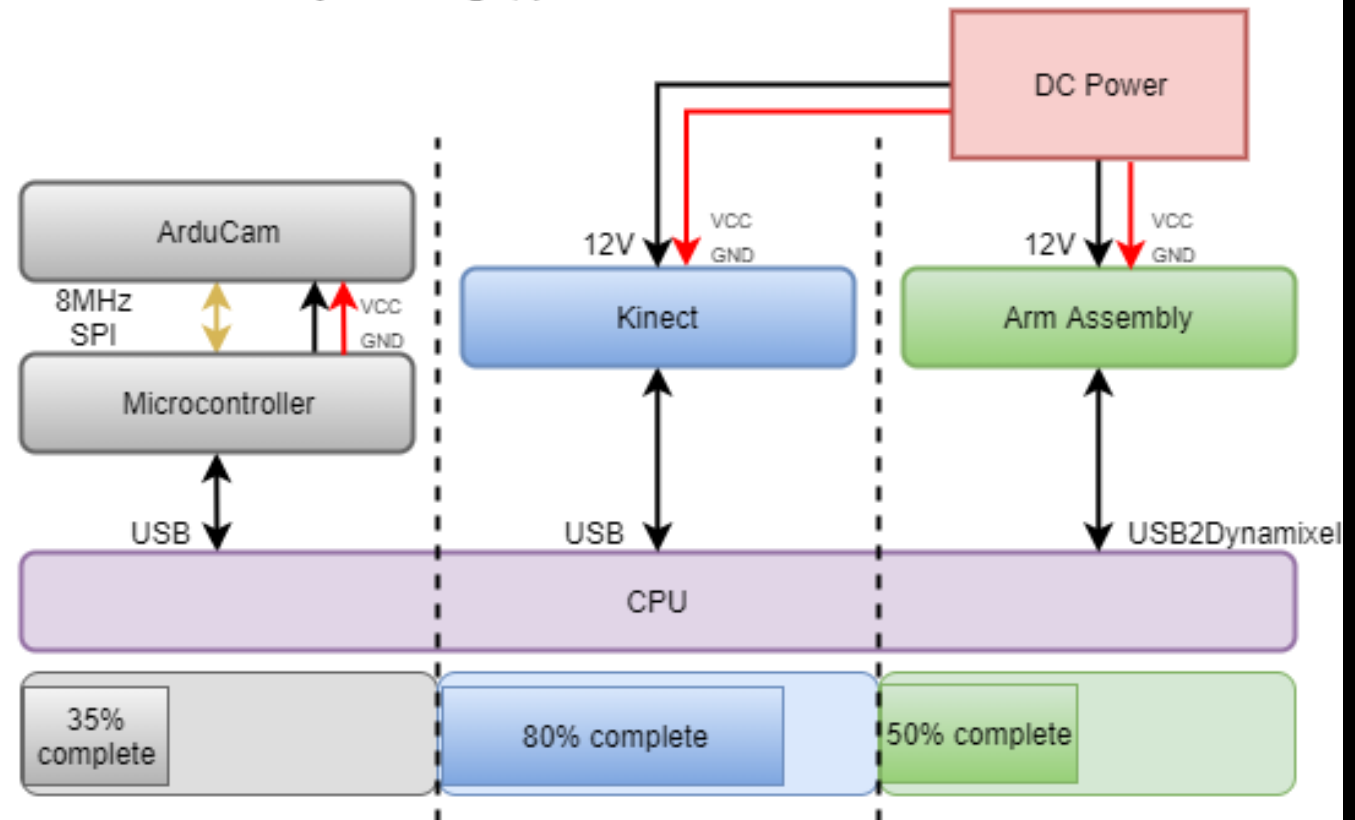 DC Power
VCC
12V
GND
VCC
12V
GND
ArduCam
Kinect
Arm Assembly
8MHz
SPI
VCC
GND
Microcontroller
USB
USB
USB2Dynamixel
CPU
35%
complete
80% complete
50% complete